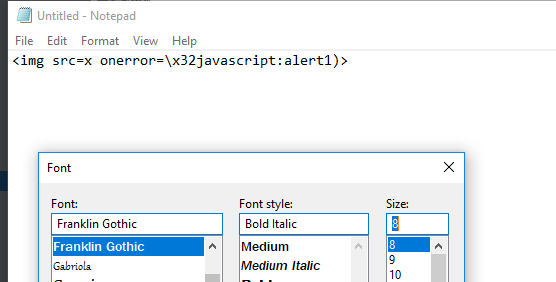 Untitled - Notepad
File Edit Format View Help
<img src=x onerror=\x32javascript:alert1)>
Font
Font: Font style: Size:
Franklin Gothic Bold Italic 8
Franklin Gothic Medium 8
Gabriola Medium Italic 9
10